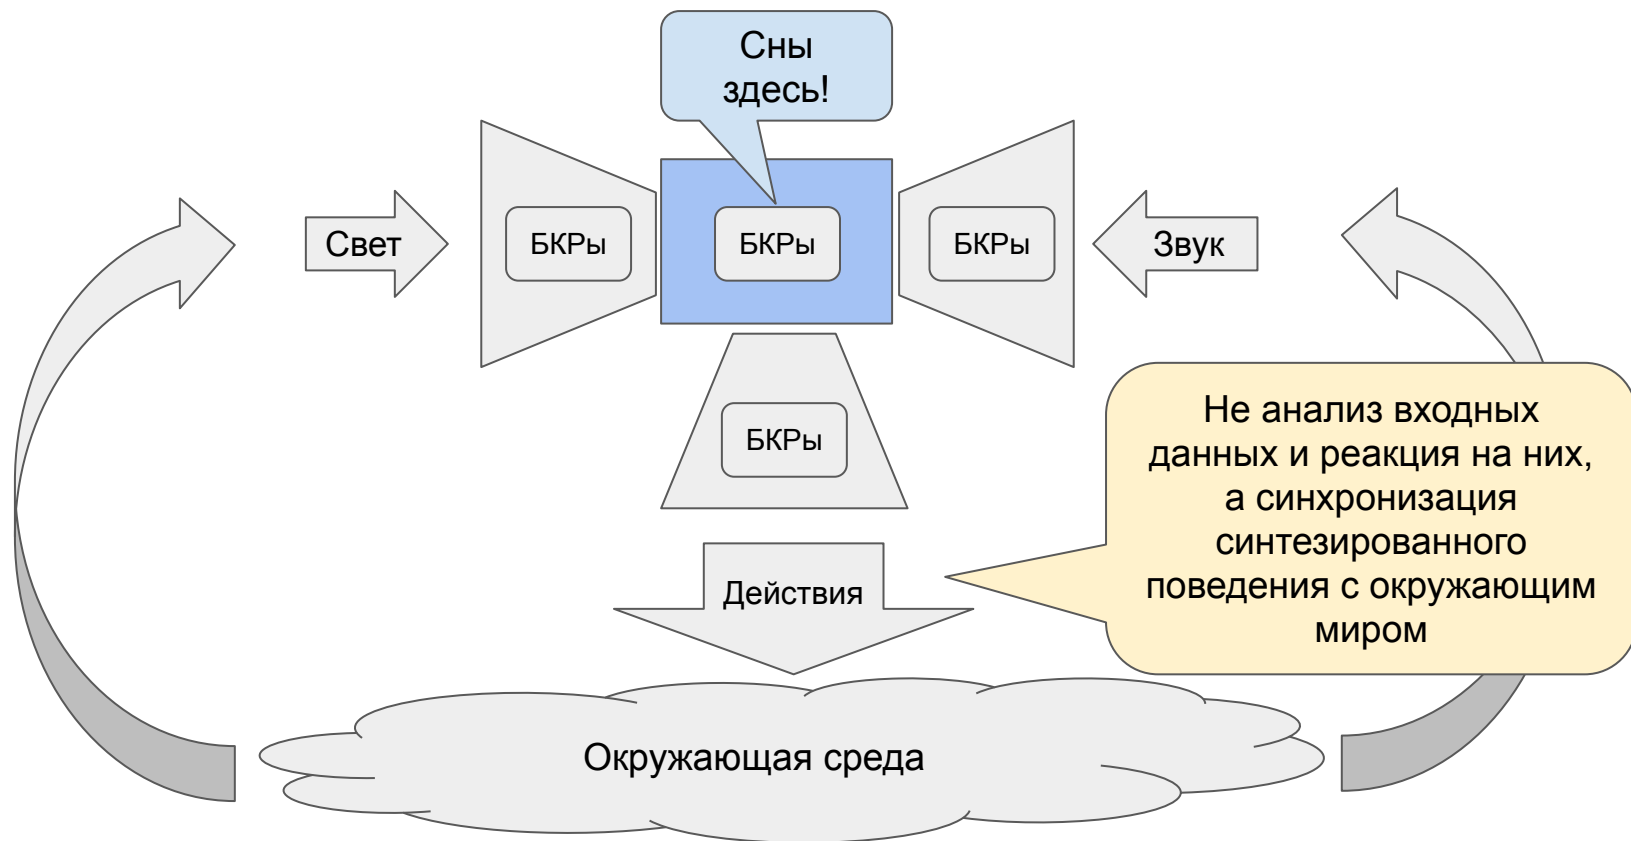 Сны
здесь!
Свет
БКРы
БКРы
БКРы
Звук
БКРы
Не анализ входных
данных и реакция на них,
а синхронизация
синтезированного
поведения с окружающим
миром
Действия
Окружающая среда